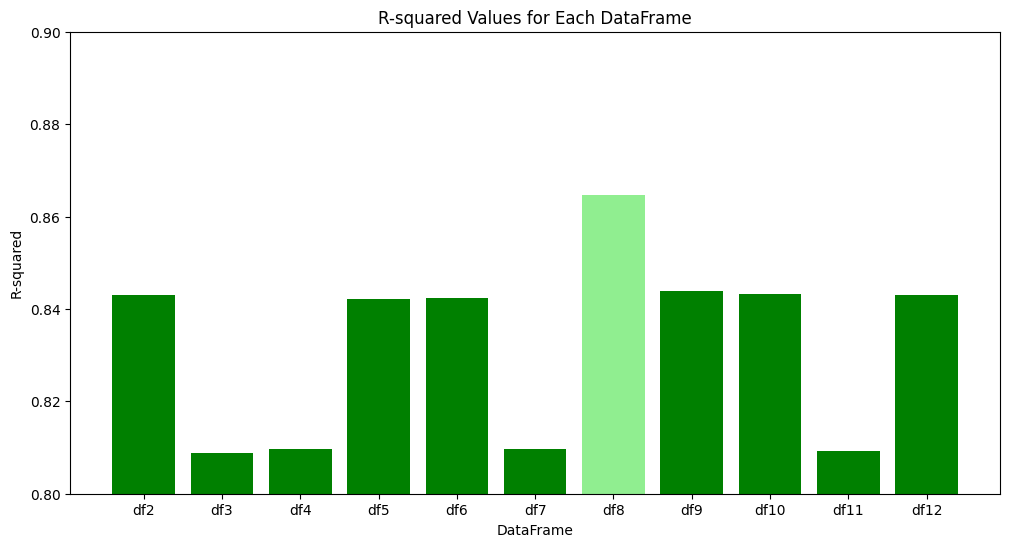 R-squared Values for Each DataFrame
0.90
0.88
0.86
0.84
0.82
0.80
R-squared
df2 df3 df4 df5 df6 df7 df8 df9 df10 df11 df12
DataFrame